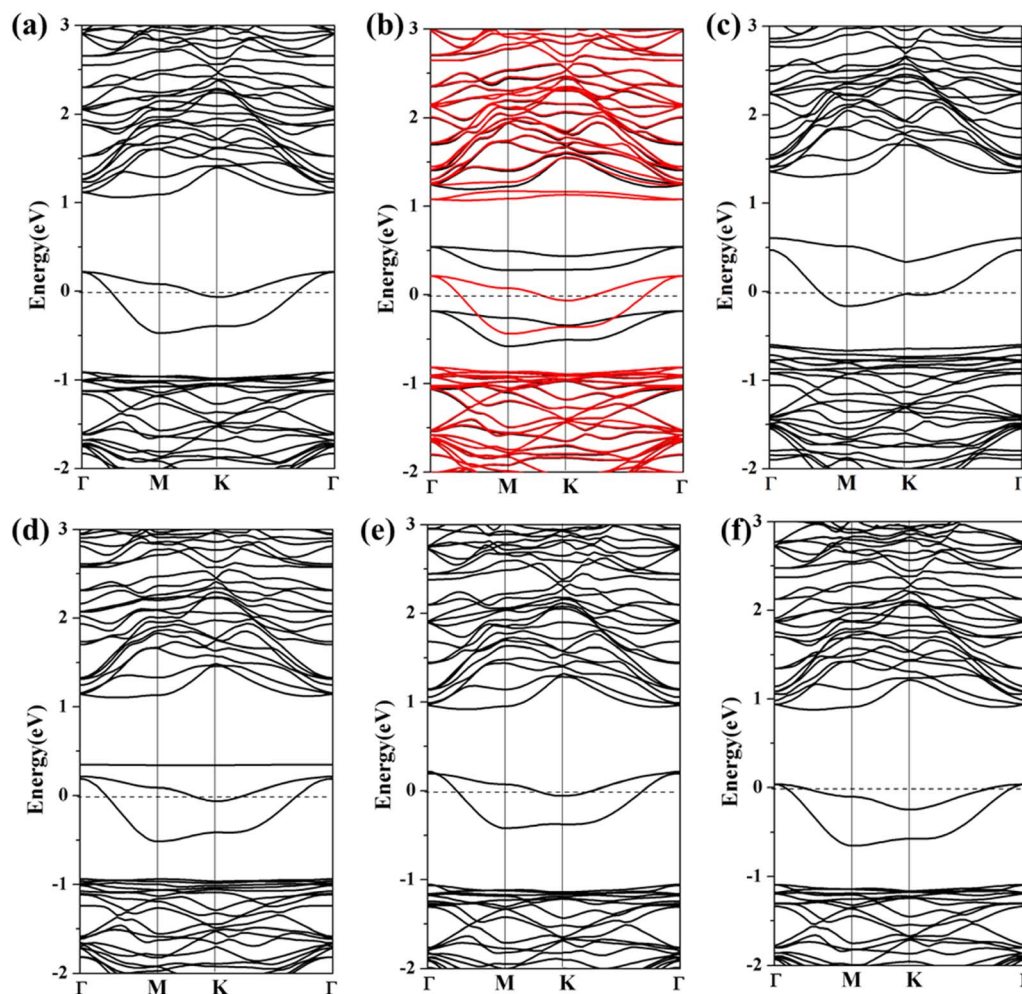 (a)
3
2
1
0
-1
-2
Energy(eV)
Γ M K Γ
(b)
3
2
1
0
-1
-2
Energy(eV)
Γ M K Γ
(c)
3
2
1
0
-1
-2
Energy(eV)
Γ M K Γ
(d)
3
2
1
0
-1
-2
Energy(eV)
Γ M K Γ
(e)
3
2
1
0
-1
-2
Energy(eV)
Γ M K Γ
(f)
3
2
1
0
-1
-2
Energy(eV)
Γ M K Γ